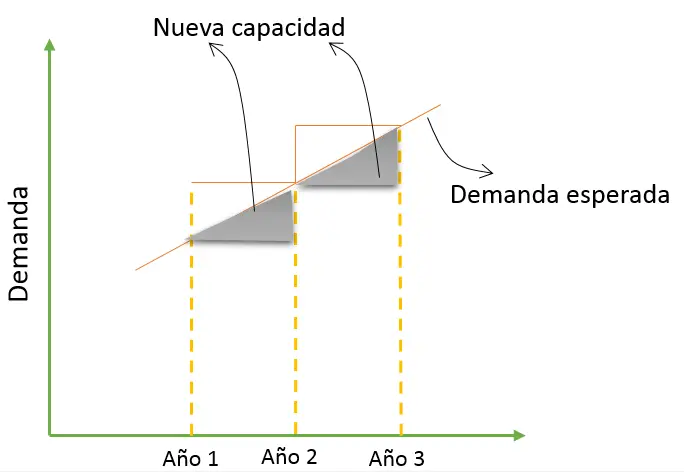 Nueva capacidad
Demanda esperada
Demanda
Año 1
Año 2
Año 3